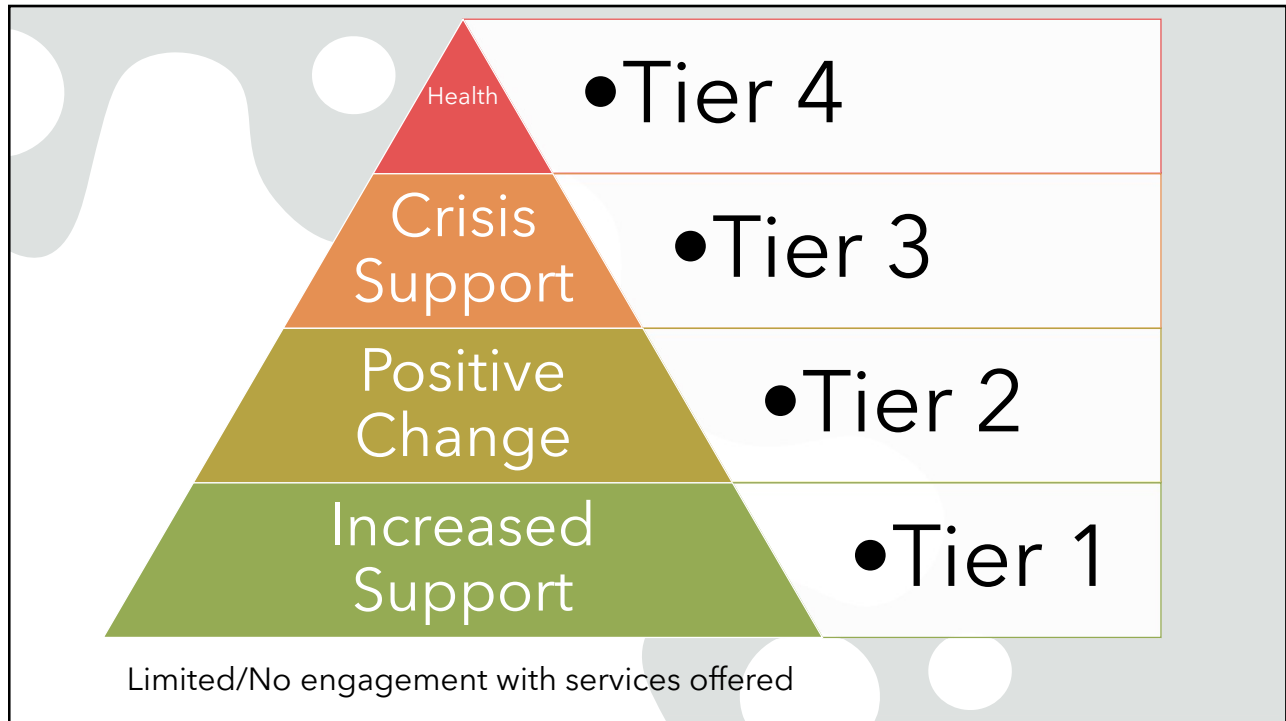 Health
•Tier 4
Crisis
Support
•Tier 3
Positive
Change
•Tier 2
Increased
Support
•Tier 1
Limited/No engagement with services offered